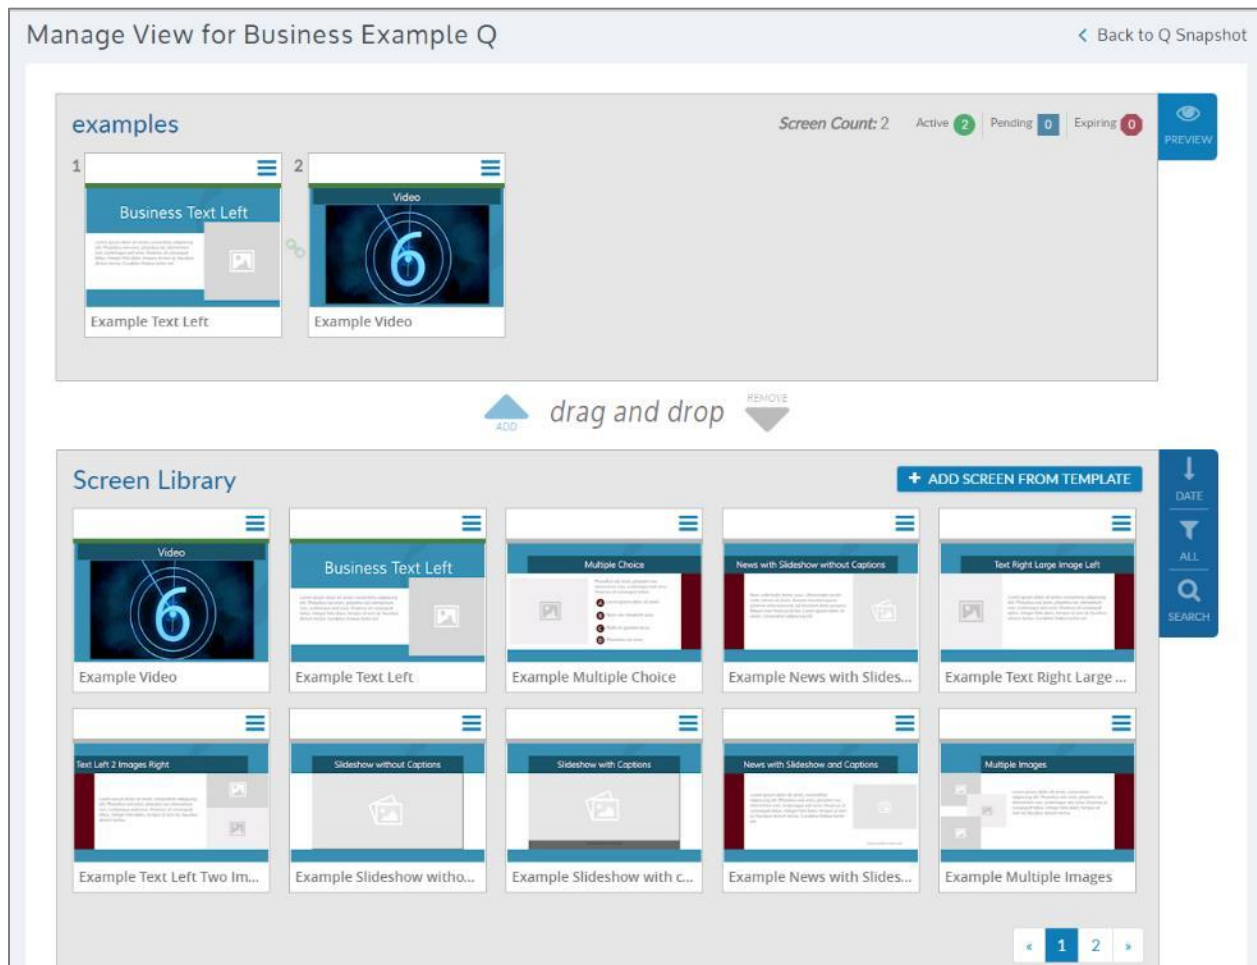 Manage View for Business Example Q
Back to Q Snapshot
examples
Screen Count: 2
Active 2
Pending 0
Expiring 0
PREVIEW
1
2
Business Text Left
Video
6
Example Text Left
Example Video
ADD
drag and drop
REMOVE
Screen Library
+ ADD SCREEN FROM TEMPLATE
DATE
ALL
SEARCH
Video
6
Business Text Left
Multiple Choice
A
B
C
D
News with Slideshow without Captions
Text Right Large Image Left
Example Video
Example Text Left
Example Multiple Choice
Example News with Slides...
Example Text Right Large ...
Text Left 2 Images Right
Slideshow without Captions
Slideshow with Captions
News with Slideshow and Captions
Multiple Images
Example Text Left Two Im...
Example Slideshow witho...
Example Slideshow with c...
Example News with Slides...
Example Multiple Images
« 1 2 »